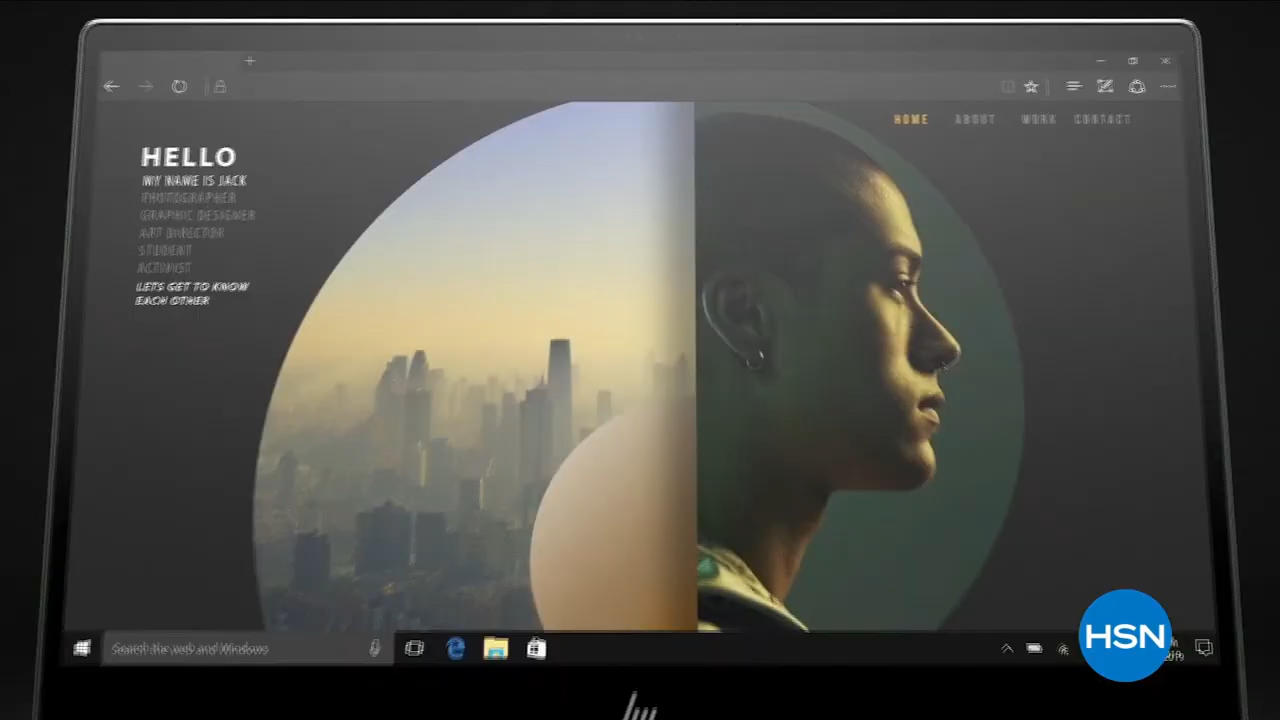 HOME ABOUT WORK CONTACT
HELLO
MY NAME IS JACK
PHOTOGRAPHER
GRAPHIC DESIGNER
ART DIRECTOR
STUDENT
ACTIVIST
LETS GET TO KNOW
EACH OTHER
Search the web and Windows
HSN
hp